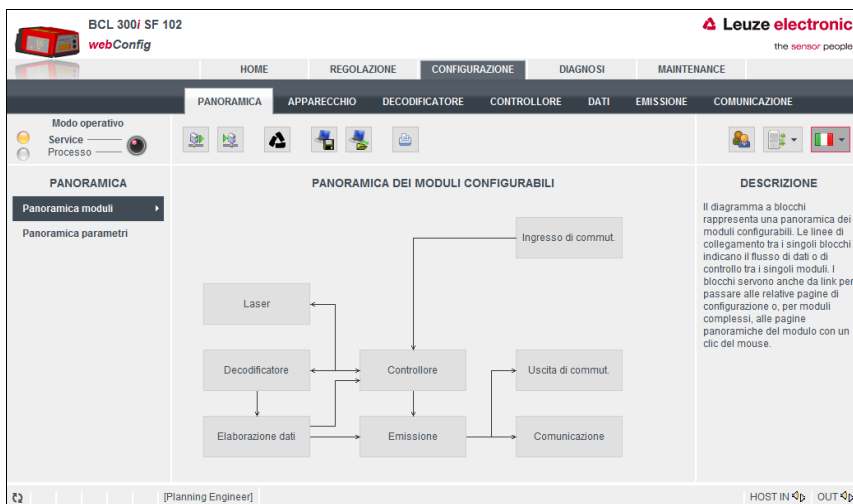 BCL 300i SF 102
webConfig
Leuze electronic
the sensor people
HOME
REGOLAZIONE
CONFIGURAZIONE
DIAGNOSI
MAINTENANCE
PANORAMICA
APPARECCHIO
DECODIFICATORE
CONTROLLORE
DATI
EMISSIONE
COMUNICAZIONE
Modo operativo
Service
Processo
PANORAMICA
Panoramica moduli
Panoramica parametri
PANORAMICA DEI MODULI CONFIGURABILI
Ingresso di commut.
Laser
Decodificatore
Controllore
Uscita di commut.
Elaborazione dati
Emissione
Comunicazione
DESCRIZIONE
Il diagramma a blocchi
rappresenta una panoramica dei
moduli configurabili. Le linee di
collegamento tra i singoli blocchi
indicano il flusso di dati o di
controllo tra i singoli moduli. I
blocchi servono anche da link per
passare alle relative pagine di
configurazione o, per moduli
complessi, alle pagine
panoramiche del modulo con un
clic del mouse.
[Planning Engineer]
HOST IN
OUT